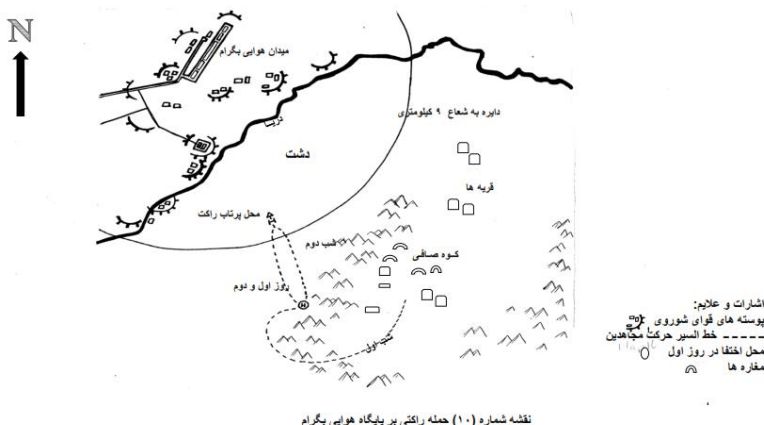 N
میدان هوایی بگرام
دایره به شعاع ۹ کیلومتری
دریا
دشت
قریه ها
محل پرتاب راکت
شب دوم
کوه صافی
روز اول و دوم
شب اول
اشارات و علایم:
پوسته های قوای شوروی
خط السیر حرکت مجاهدین
محل اختفا در روز اول
مغاره ها
نقشه شماره (۱۰) حمله راکتی بر پایگاه هوایی بگرام